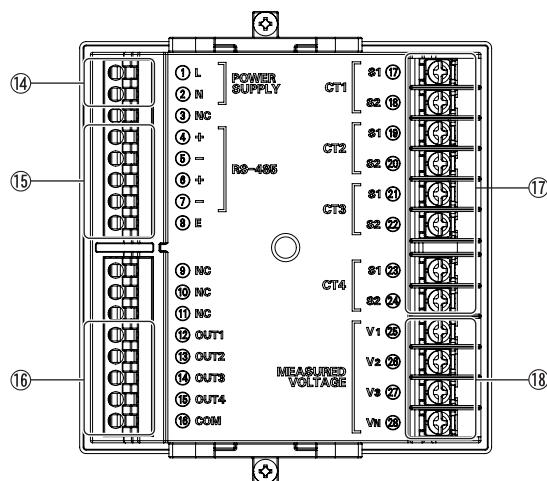 ⑭
⑮
⑯
① L
② N
POWER
SUPPLY
③ NC
④ +
⑤ −
⑥ +
⑦ −
RS-485
⑧ E
⑨ NC
⑩ NC
⑪ NC
⑫ OUT1
⑬ OUT2
⑭ OUT3
⑮ OUT4
⑯ COM
CT1
S1 ⑰
S2 ⑱
CT2
S1 ⑲
S2 ⑳
CT3
S1 ㉑
S2 ㉒
CT4
S1 ㉓
S2 ㉔
MEASURED
VOLTAGE
V1 ㉕
V2 ㉖
V3 ㉗
VN ㉘
⑰
⑱